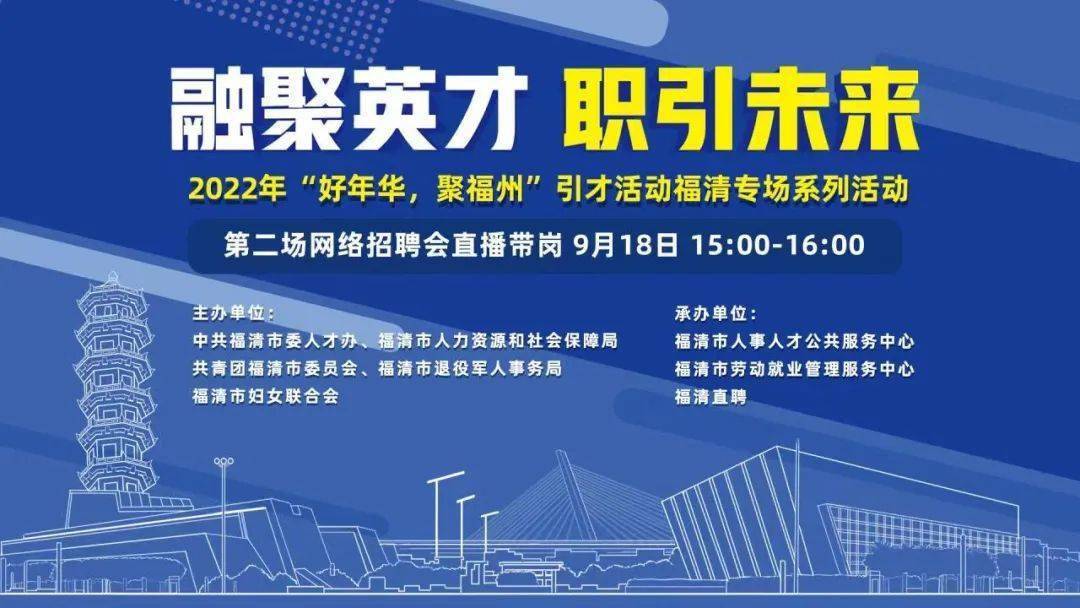 融聚英才 职引未来
2022年“好年华，聚福州”引才活动福清专场系列活动
第二场网络招聘会直播带岗 9月18日 15:00-16:00
主办单位：
中共福清市委人才办、福清市人力资源和社会保障局
共青团福清市委员会、福清市退役军人事务局
福清市妇女联合会
承办单位：
福清市人事人才公共服务中心
福清市劳动就业管理服务中心
福清直聘